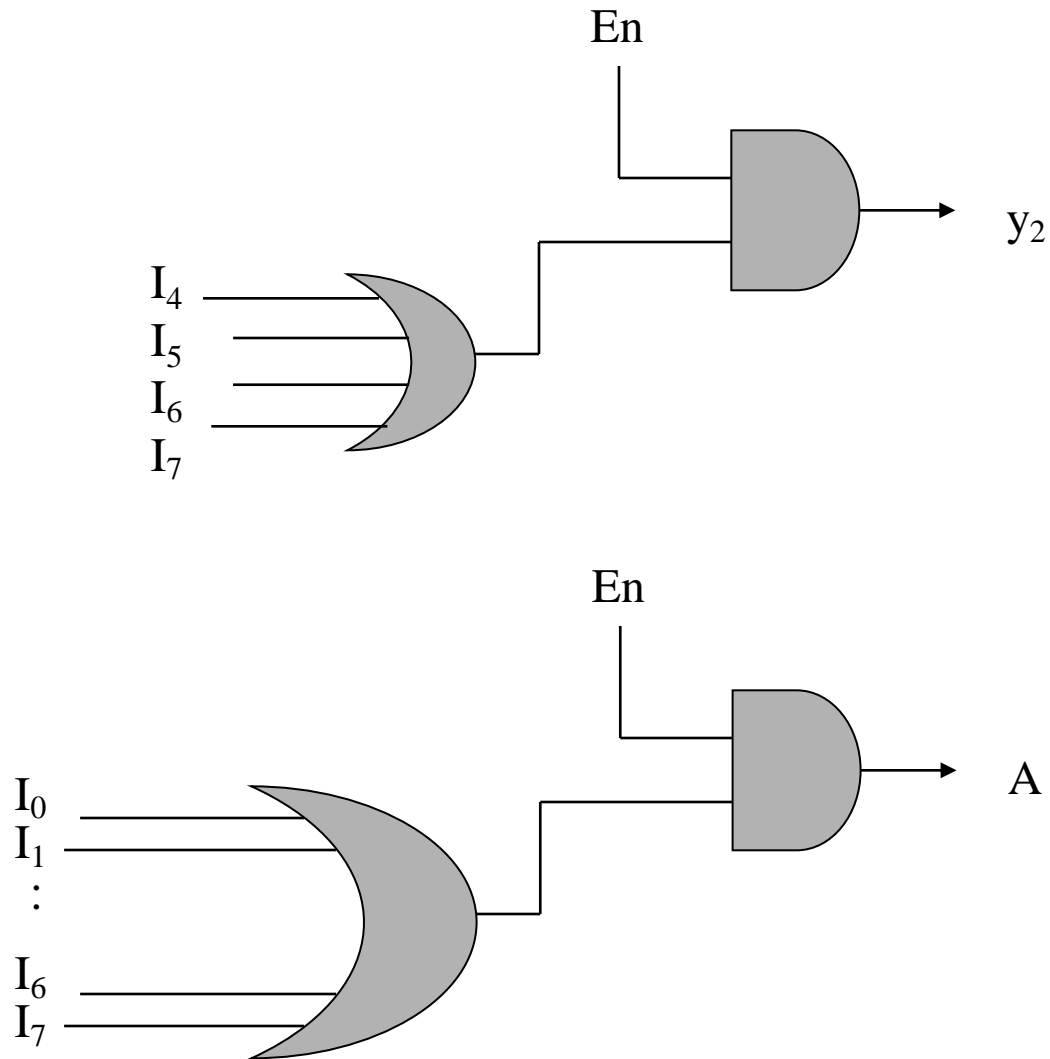 En
y₂
I₄
I₅
I₆
I₇
En
A
I₀
I₁
:
I₆
I₇